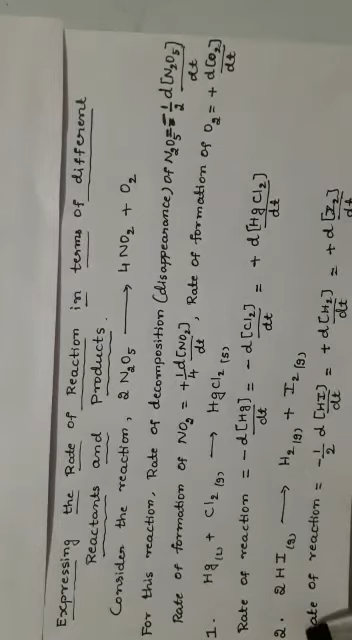 Expressing the Rate of Reaction in terms of different
Reactants and products.
Consider the reaction, 2 N₂O₅ ⟶ 4 NO₂ + O₂
For this reaction, Rate of decomposition (disappearance) of N₂O₅ = -1/2 d[N₂O₅]/dt
Rate of formation of NO₂ = +1/4 d[NO₂]/dt, Rate of formation of O₂ = + d[O₂]/dt
1. Hg(l) + Cl₂(g) ⟶ HgCl₂(s)
Rate of reaction = -d[Hg]/dt = -d[Cl₂]/dt = + d[HgCl₂]/dt
2. 2HI(g) ⟶ H₂(g) + I₂(g)
ate of reaction = -1/2 d[HI]/dt = +d[H₂]/dt = +d[I₂]/dt